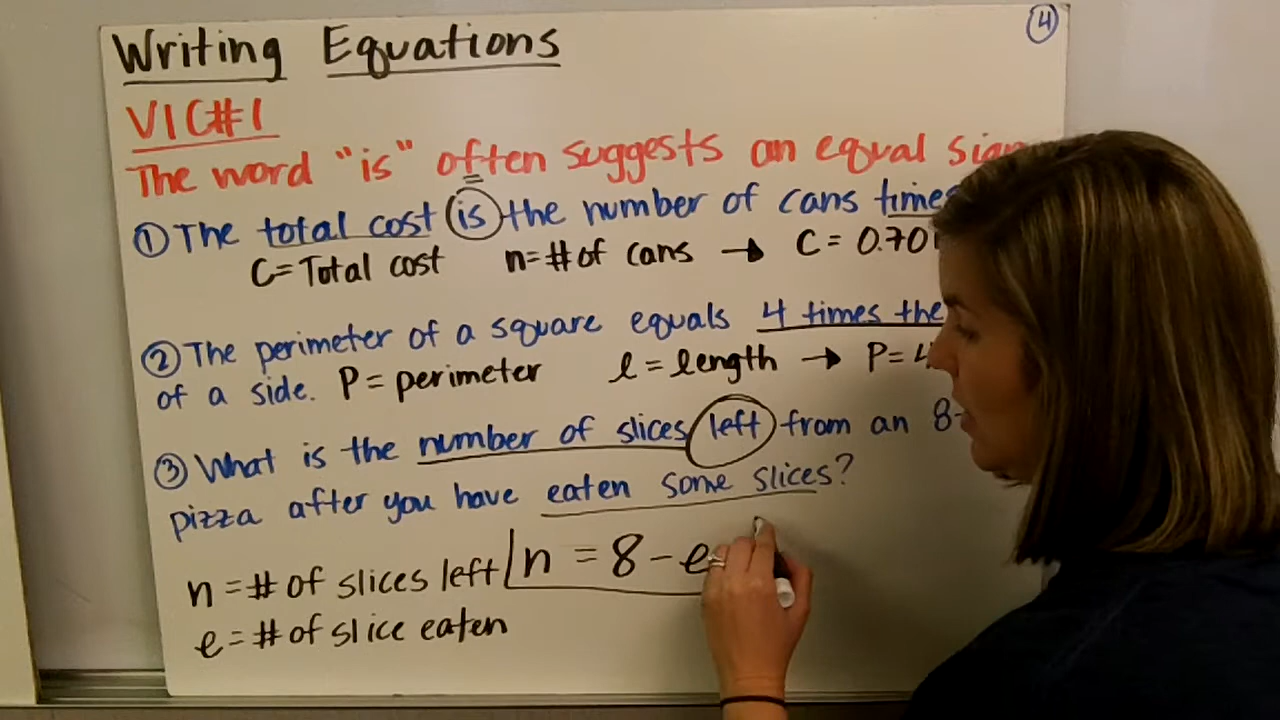 Writing Equations
4
VIC#1
The word "is" often suggests an equal sign
=
① The total cost is the number of cans times
C=Total cost n=# of cans → C = 0.70
② The perimeter of a square equals 4 times the
of a side. P = perimeter l = length → P=4
③ What is the number of slices left from an 8-
pizza after you have eaten some slices?
n = # of slices left n = 8 - e
e = # of slice eaten